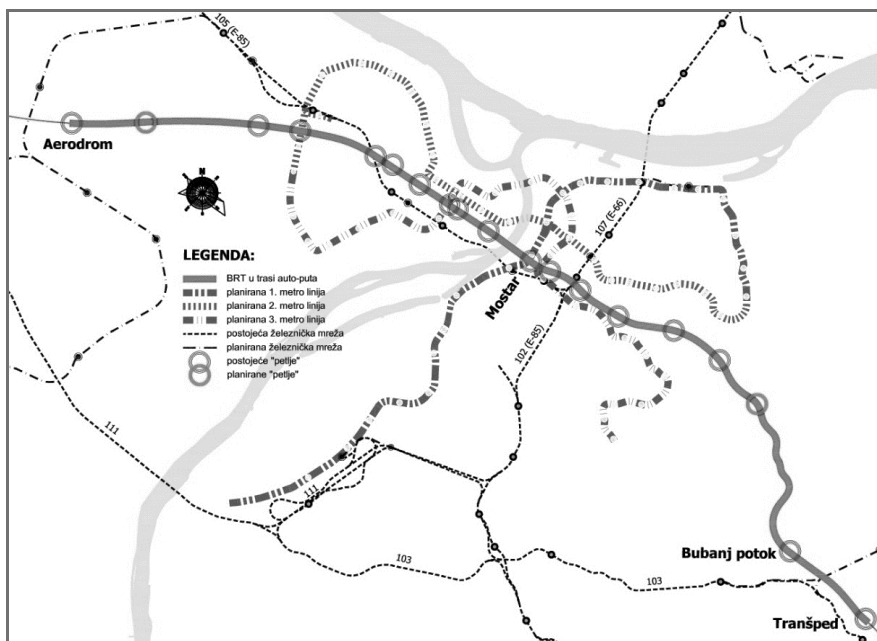 105 (E-85)
Aerodrom
N
LEGENDA:
BRT u trasi auto-puta
planirana 1. metro linija
planirana 2. metro linija
planirana 3. metro linija
postojeća železnička mreža
planirana železnička mreža
postojeće "petlje"
planirane "petlje"
107 (E-66)
Mostar
102 (E-85)
111
111
103
103
Bubanj potok
Tranšped